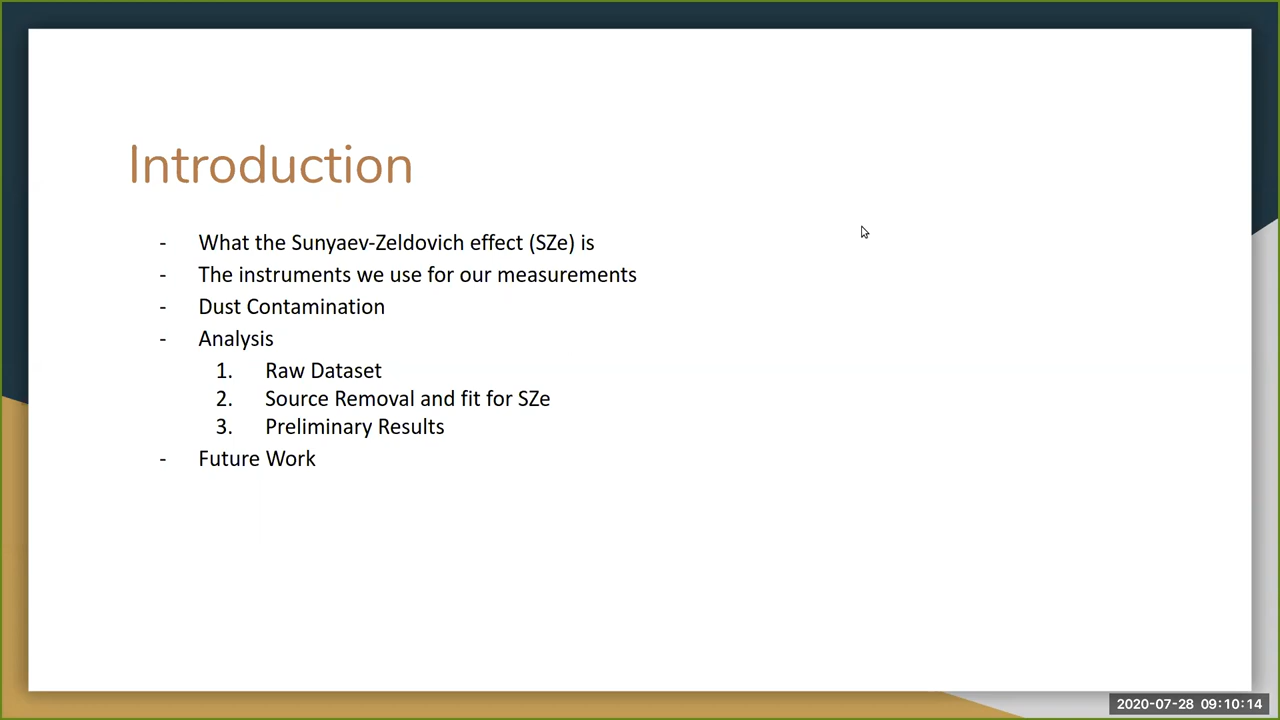 Introduction
- What the Sunyaev-Zeldovich effect (SZe) is
- The instruments we use for our measurements
- Dust Contamination
- Analysis
1. Raw Dataset
2. Source Removal and fit for SZe
3. Preliminary Results
- Future Work
2020-07-28 09:10:14